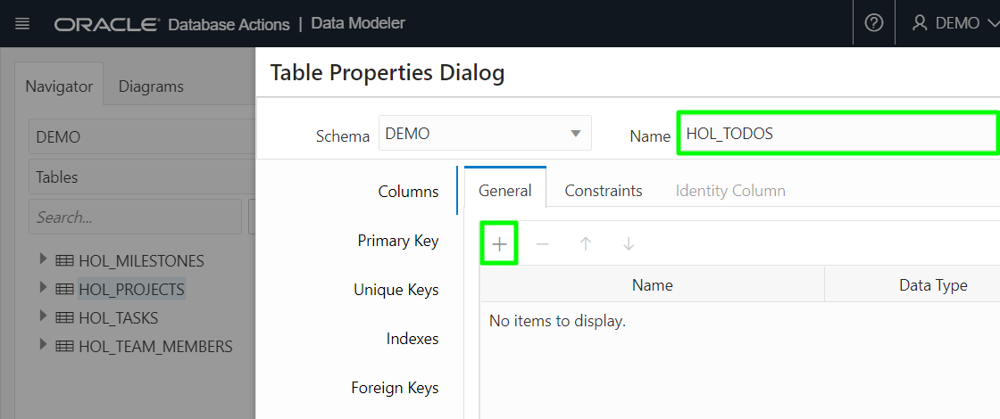 ORACLE Database Actions | Data Modeler
DEMO
Navigator
Diagrams
DEMO
Tables
Search...
HOL_MILESTONES
HOL_PROJECTS
HOL_TASKS
HOL_TEAM_MEMBERS
Table Properties Dialog
Schema DEMO
Name HOL_TODOS
Columns
Primary Key
Unique Keys
Indexes
Foreign Keys
General Constraints Identity Column
Name Data Type
No items to display.